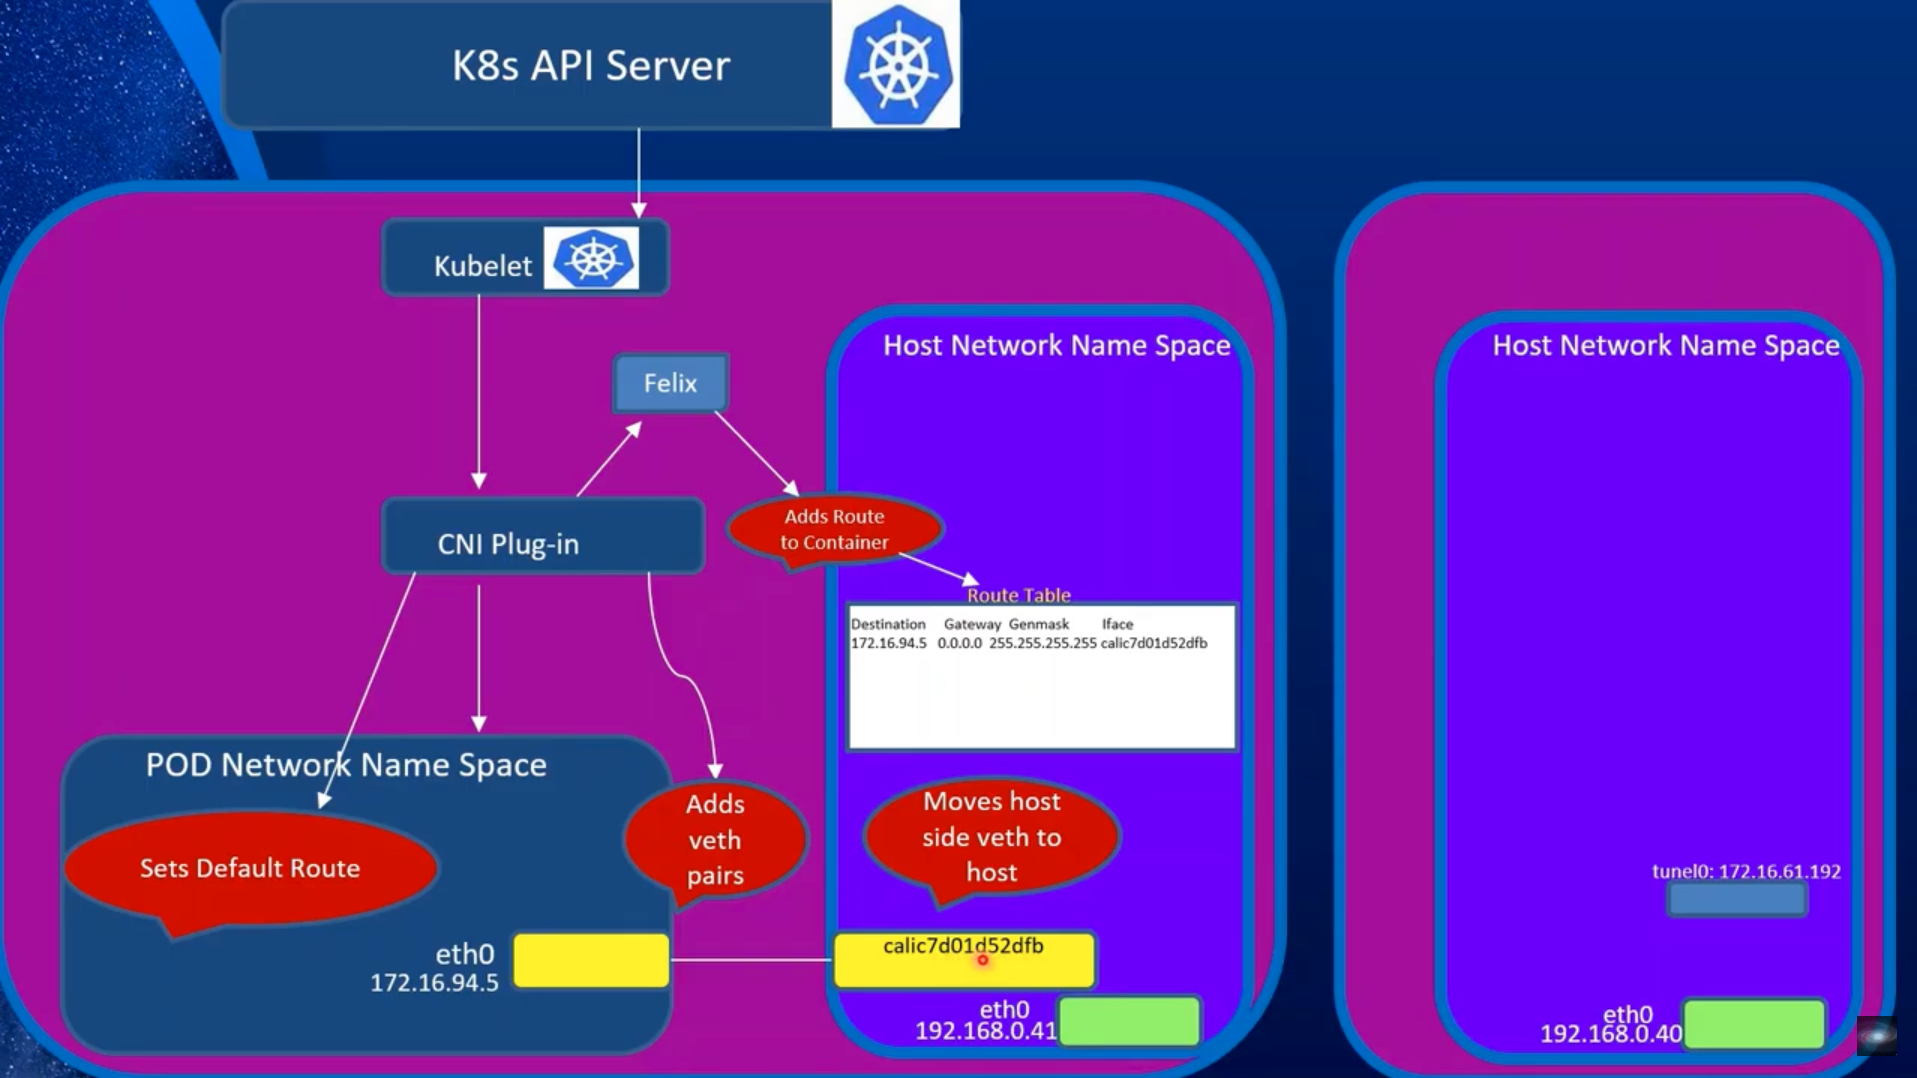 K8s API Server
Kubelet
Felix
CNI Plug-in
Adds Route
to Container
Host Network Name Space
Route Table
Destination Gateway Genmask Iface
172.16.94.5 0.0.0.0 255.255.255.255 calic7d01d52dfb
POD Network Name Space
Sets Default Route
Adds
veth
pairs
Moves host
side veth to
host
eth0
172.16.94.5
calic7d01d52dfb
eth0
192.168.0.41
Host Network Name Space
tunel0: 172.16.61.192
eth0
192.168.0.40